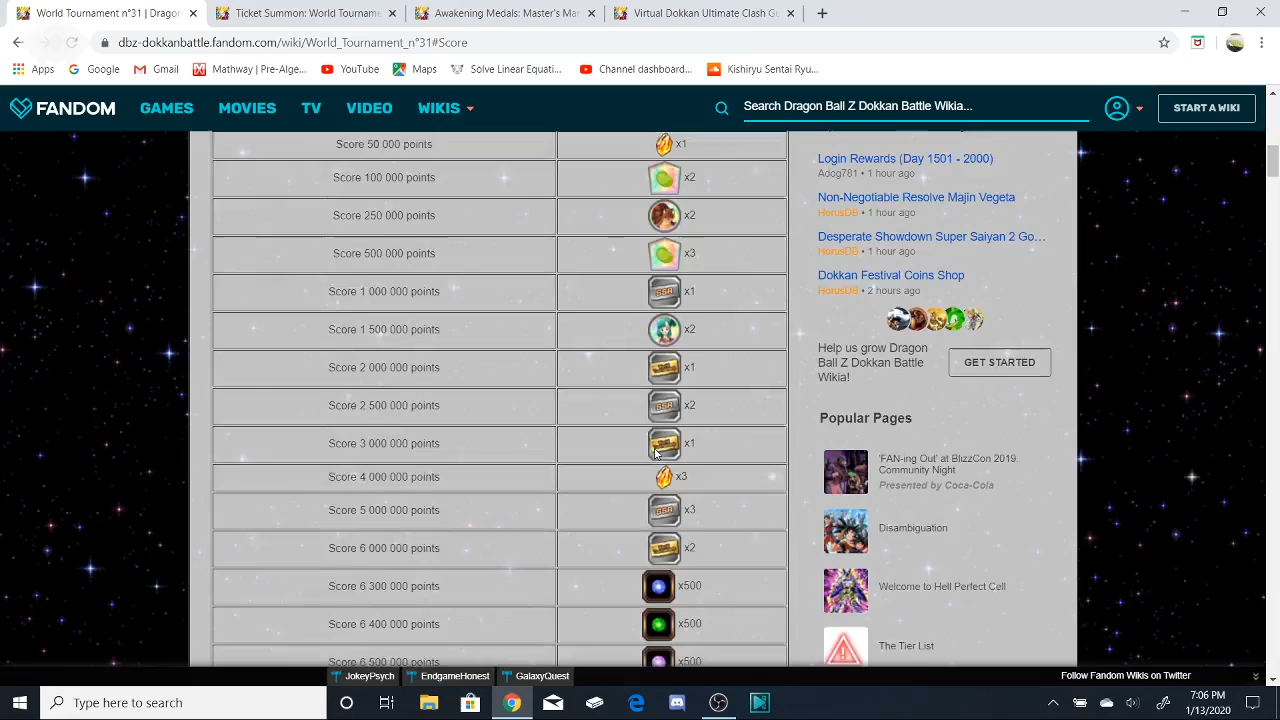 World Tournament n°31 | Dragon
Ticket Summon: World Tourname
Awakening Medals: Master's Mar
Virtual Dokkan Ultimate Clash Gu
dbz-dokkanbattle.fandom.com/wiki/World_Tournament_n°31#Score
Apps
Google
Gmail
Mathway | Pre-Alge...
YouTube
Maps
Solve Linear Equati...
Channel dashboard...
Kishiryu Sentai Ryu...
FANDOM
GAMES
MOVIES
TV
VIDEO
WIKIS
Search Dragon Ball Z Dokkan Battle Wikia...
START A WIKI
x1
Score 100 000 points x2
Score 250 000 points x2
Score 500 000 points x3
Score 1 000 000 points SSR x1
Score 1 500 000 points x2
Score 2 000 000 points x1
Score 2 500 000 points SSR x2
Score 3 000 000 points x1
Score 4 000 000 points x3
Score 5 000 000 points SSR x3
Score 6 000 000 points x2
Score 6 300 000 points x500
Score 6 400 000 points x500
Score 6 500 000 points x500
Login Rewards (Day 1501 - 2000)
Adog781 • 1 hour ago
Non-Negotiable Resolve Majin Vegeta
HorusDB • 1 hour ago
Desperate Showdown Super Saiyan 2 Go...
HorusDB • 1 hour ago
Dokkan Festival Coins Shop
HorusDB • 2 hours ago
Help us grow Dragon
Ball Z Dokkan Battle
Wikia!
GET STARTED
Popular Pages
'FAN-ing Out' at BlizzCon 2019
Community Night
Presented by Coca-Cola
Disambiguation
Welcome to Hell Perfect Cell
The Tier List
Follow Fandom Wikis on Twitter
Type here to search
7:06 PM
1/13/2020